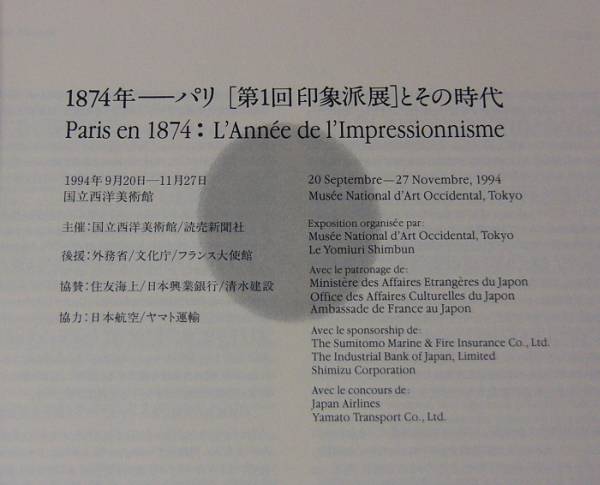 1874年――パリ [第1回印象派展]とその時代
Paris en 1874: L'Année de l'Impressionnisme
1994年9月20日―11月27日
国立西洋美術館
主催:国立西洋美術館/読売新聞社
後援:外務省/文化庁/フランス大使館
協賛:住友海上/日本興業銀行/清水建設
協力:日本航空/ヤマト運輸
20 Septembre—27 Novembre, 1994
Musée National d'Art Occidental, Tokyo
Exposition organisée par:
Musée National d'Art Occidental, Tokyo
Le Yomiuri Shimbun
Avec le patronage de:
Ministère des Affaires Etrangères du Japon
Office des Affaires Culturelles du Japon
Ambassade de France au Japon
Avec le sponsorship de:
The Sumitomo Marine & Fire Insurance Co., Ltd.
The Industrial Bank of Japan, Limited
Shimizu Corporation
Avec le concours de:
Japan Airlines
Yamato Transport Co., Ltd.